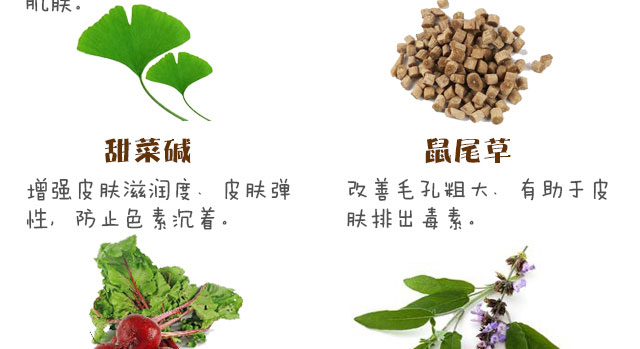 肌肤。
甜菜碱
增强皮肤滋润度、皮肤弹
性，防止色素沉着。
鼠尾草
改善毛孔粗大、有助于皮
肤排出毒素。